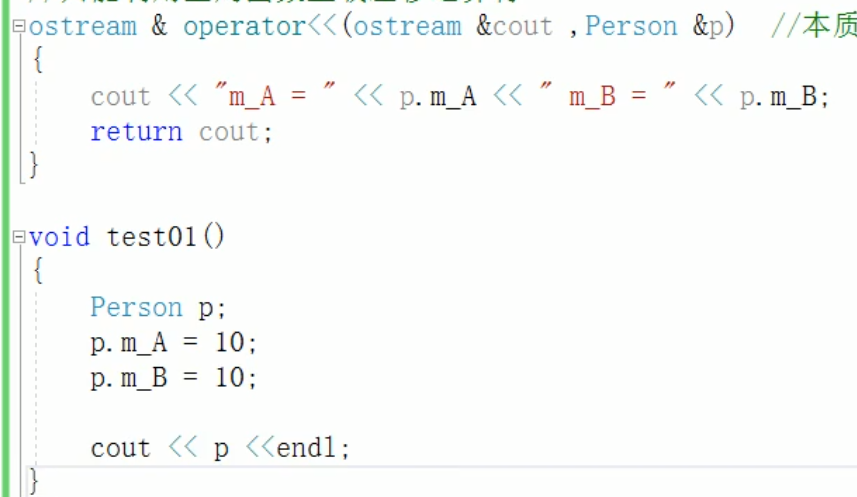 ostream & operator<<(ostream &cout ,Person &p) //本质
{
cout << "m_A = " << p.m_A << " m_B = " << p.m_B;
return cout;
}
void test01()
{
Person p;
p.m_A = 10;
p.m_B = 10;
cout << p <<endl;
}